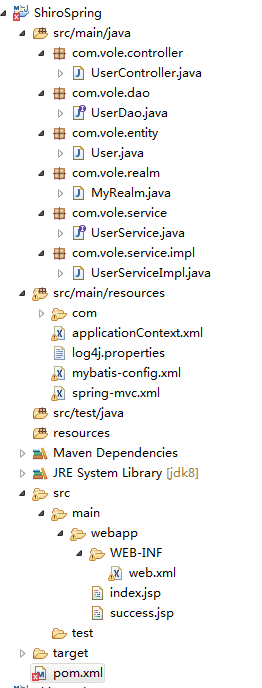 ShiroSpring
src/main/java
com.vole.controller
UserController.java
com.vole.dao
UserDao.java
com.vole.entity
User.java
com.vole.realm
MyRealm.java
com.vole.service
UserService.java
com.vole.service.impl
UserServiceImpl.java
src/main/resources
com
applicationContext.xml
log4j.properties
mybatis-config.xml
spring-mvc.xml
src/test/java
resources
Maven Dependencies
JRE System Library [jdk8]
src
main
webapp
WEB-INF
web.xml
index.jsp
success.jsp
test
target
pom.xml